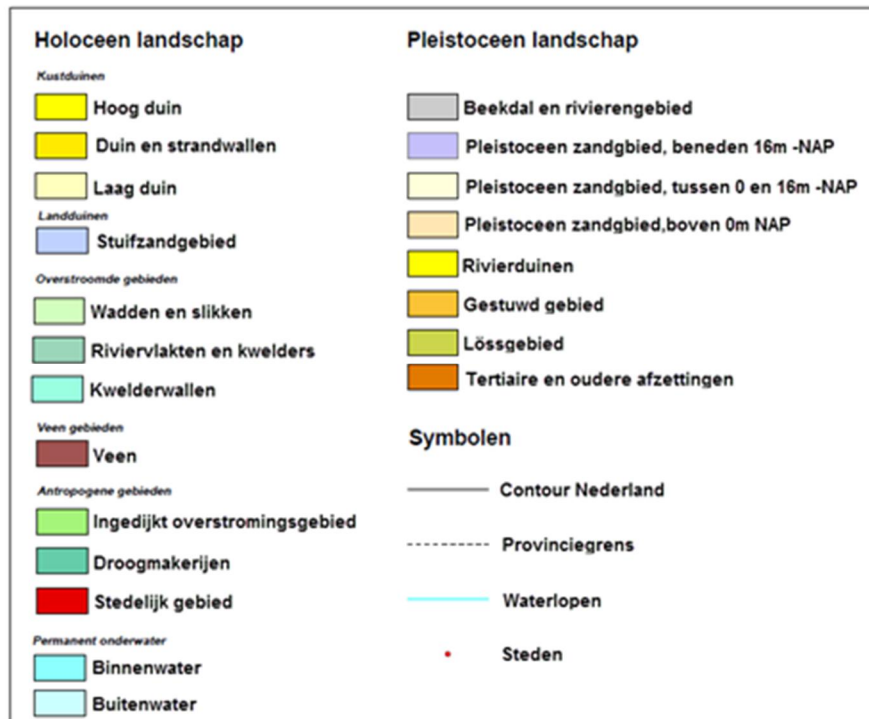 Holoceen landschap
Kustduinen
Hoog duin
Duin en strandwallen
Laag duin
Landduinen
Stuifzandgebied
Overstroomde gebieden
Wadden en slikken
Riviervlakten en kwelders
Kwelderwallen
Veen gebieden
Veen
Antropogene gebieden
Ingedijkt overstromingsgebied
Droogmakerijen
Stedelijk gebied
Permanent onderwater
Binnenwater
Buitenwater
Pleistoceen landschap
Beekdal en rivierengebied
Pleistoceen zandgbied, beneden 16m -NAP
Pleistoceen zandgbied, tussen 0 en 16m -NAP
Pleistoceen zandgbied,boven 0m NAP
Rivierduinen
Gestuwd gebied
Lössgebied
Tertiaire en oudere afzettingen
Symbolen
Contour Nederland
Provinciegrens
Waterlopen
Steden